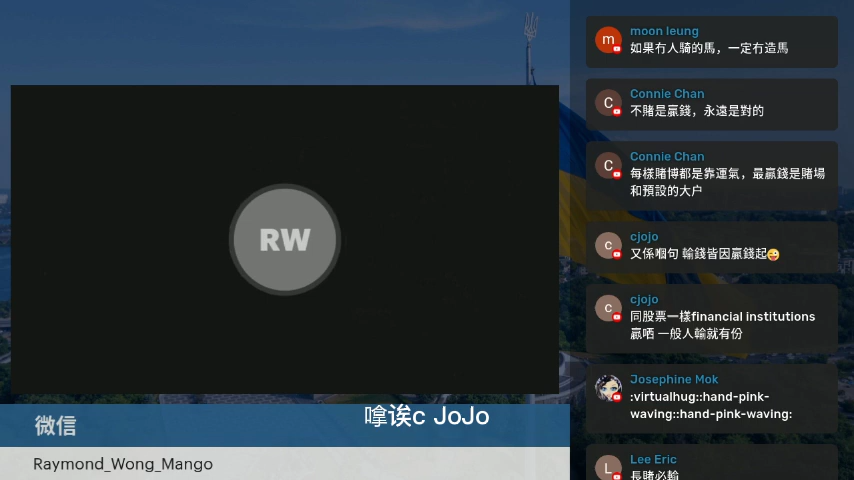 RW
微信
嗱诶c JoJo
Raymond_Wong_Mango
m
moon leung
如果冇人騎的馬，一定冇造馬
C
Connie Chan
不賭是贏錢，永遠是對的
C
Connie Chan
每樣賭博都是靠運氣，最贏錢是賭場
和預設的大户
c
cjojo
又係嗰句 輸錢皆因贏錢起😜
c
cjojo
同股票一樣financial institutions
贏哂 一般人輸就有份
Josephine Mok
:virtualhug::hand-pink-
waving::hand-pink-waving:
L
Lee Eric
長賭必輸